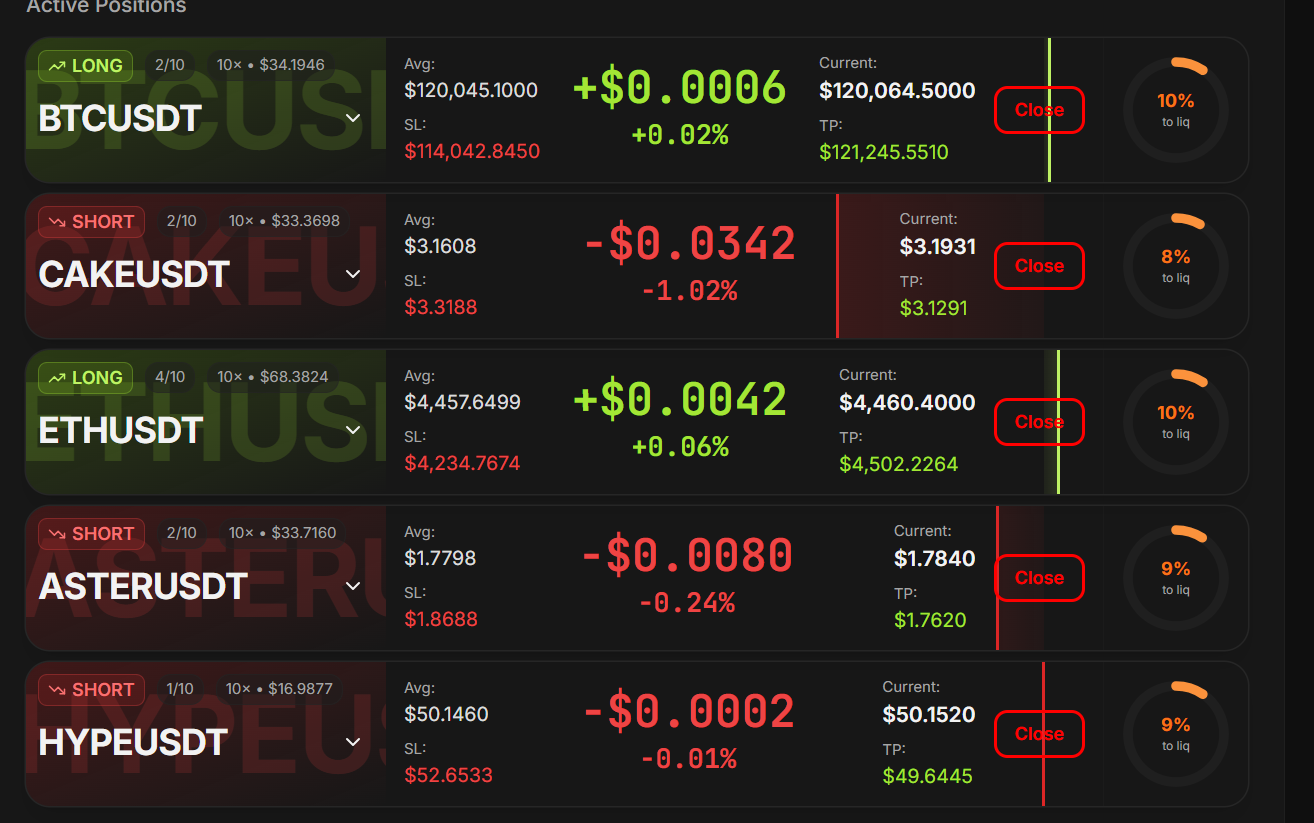 Active Positions
LONG 2/10 10× • $34.1946
BTCUSDT
BTCUSI
Avg:
$120,045.1000
SL:
$114,042.8450
+$0.0006
+0.02%
Current:
$120,064.5000
TP:
$121,245.5510
Close
10%
to liq
SHORT 2/10 10× • $33.3698
CAKEUSDT
CAKEU
Avg:
$3.1608
SL:
$3.3188
-$0.0342
-1.02%
Current:
$3.1931
TP:
$3.1291
Close
8%
to liq
LONG 4/10 10× • $68.3824
ETHUSDT
ETHUSI
Avg:
$4,457.6499
SL:
$4,234.7674
+$0.0042
+0.06%
Current:
$4,460.4000
TP:
$4,502.2264
Close
10%
to liq
SHORT 2/10 10× • $33.7160
ASTERUSDT
ASTERU
Avg:
$1.7798
SL:
$1.8688
-$0.0080
-0.24%
Current:
$1.7840
TP:
$1.7620
Close
9%
to liq
SHORT 1/10 10× • $16.9877
HYPEUSDT
HYPEUS
Avg:
$50.1460
SL:
$52.6533
-$0.0002
-0.01%
Current:
$50.1520
TP:
$49.6445
Close
9%
to liq